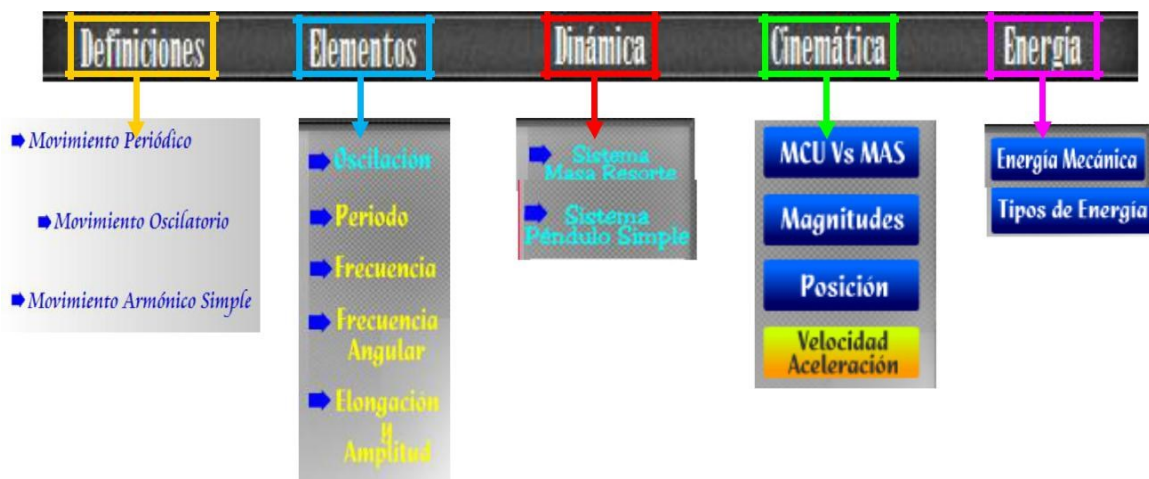 Definiciones
Elementos
Dinámica
Cinemática
Energía
Movimiento Periódico
Movimiento Oscilatorio
Movimiento Armónico Simple
Oscilación
Periodo
Frecuencia
Frecuencia
Angular
Elongación
y
Amplitud
Sistema
Masa Resorte
Sistema
Péndulo Simple
MCU Vs MAS
Magnitudes
Posición
Velocidad
Aceleración
Energía Mecánica
Tipos de Energía